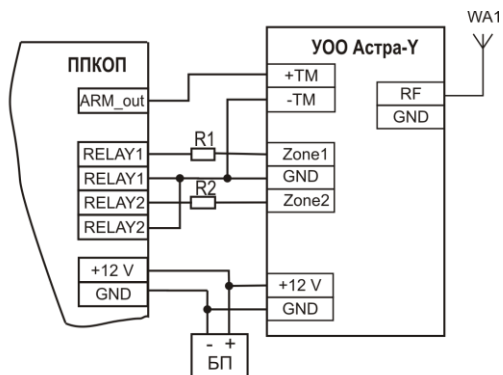 WA1
УОО Астра-Y
ППКОП
+TM
-TM
RF
GND
ARM_out
R1
RELAY1
RELAY1
R2
RELAY2
RELAY2
Zone1
GND
Zone2
+12 V
GND
+12 V
GND
- +
БП